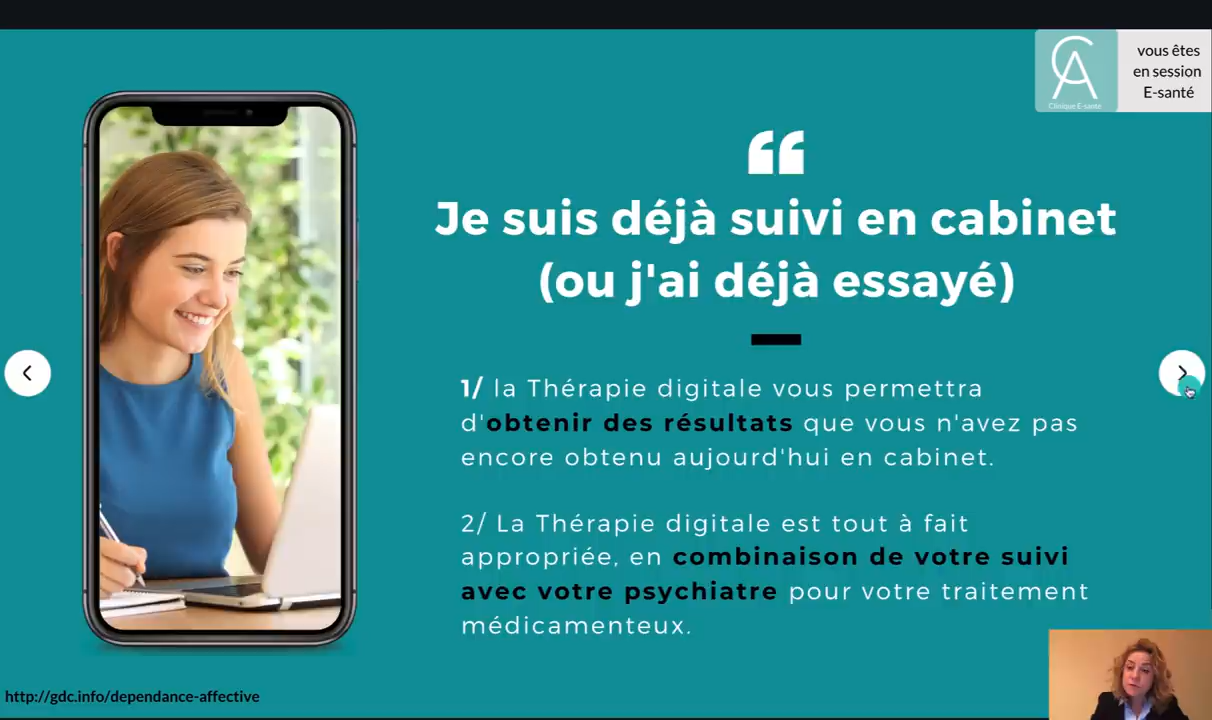 vous êtes
en session
E-santé
CA
Clinique E-santé
“
Je suis déjà suivi en cabinet
(ou j'ai déjà essayé)
1/ la Thérapie digitale vous permettra
d'obtenir des résultats que vous n'avez pas
encore obtenu aujourd'hui en cabinet.
2/ La Thérapie digitale est tout à fait
appropriée, en combinaison de votre suivi
avec votre psychiatre pour votre traitement
médicamenteux.
http://gdc.info/dependance-affective